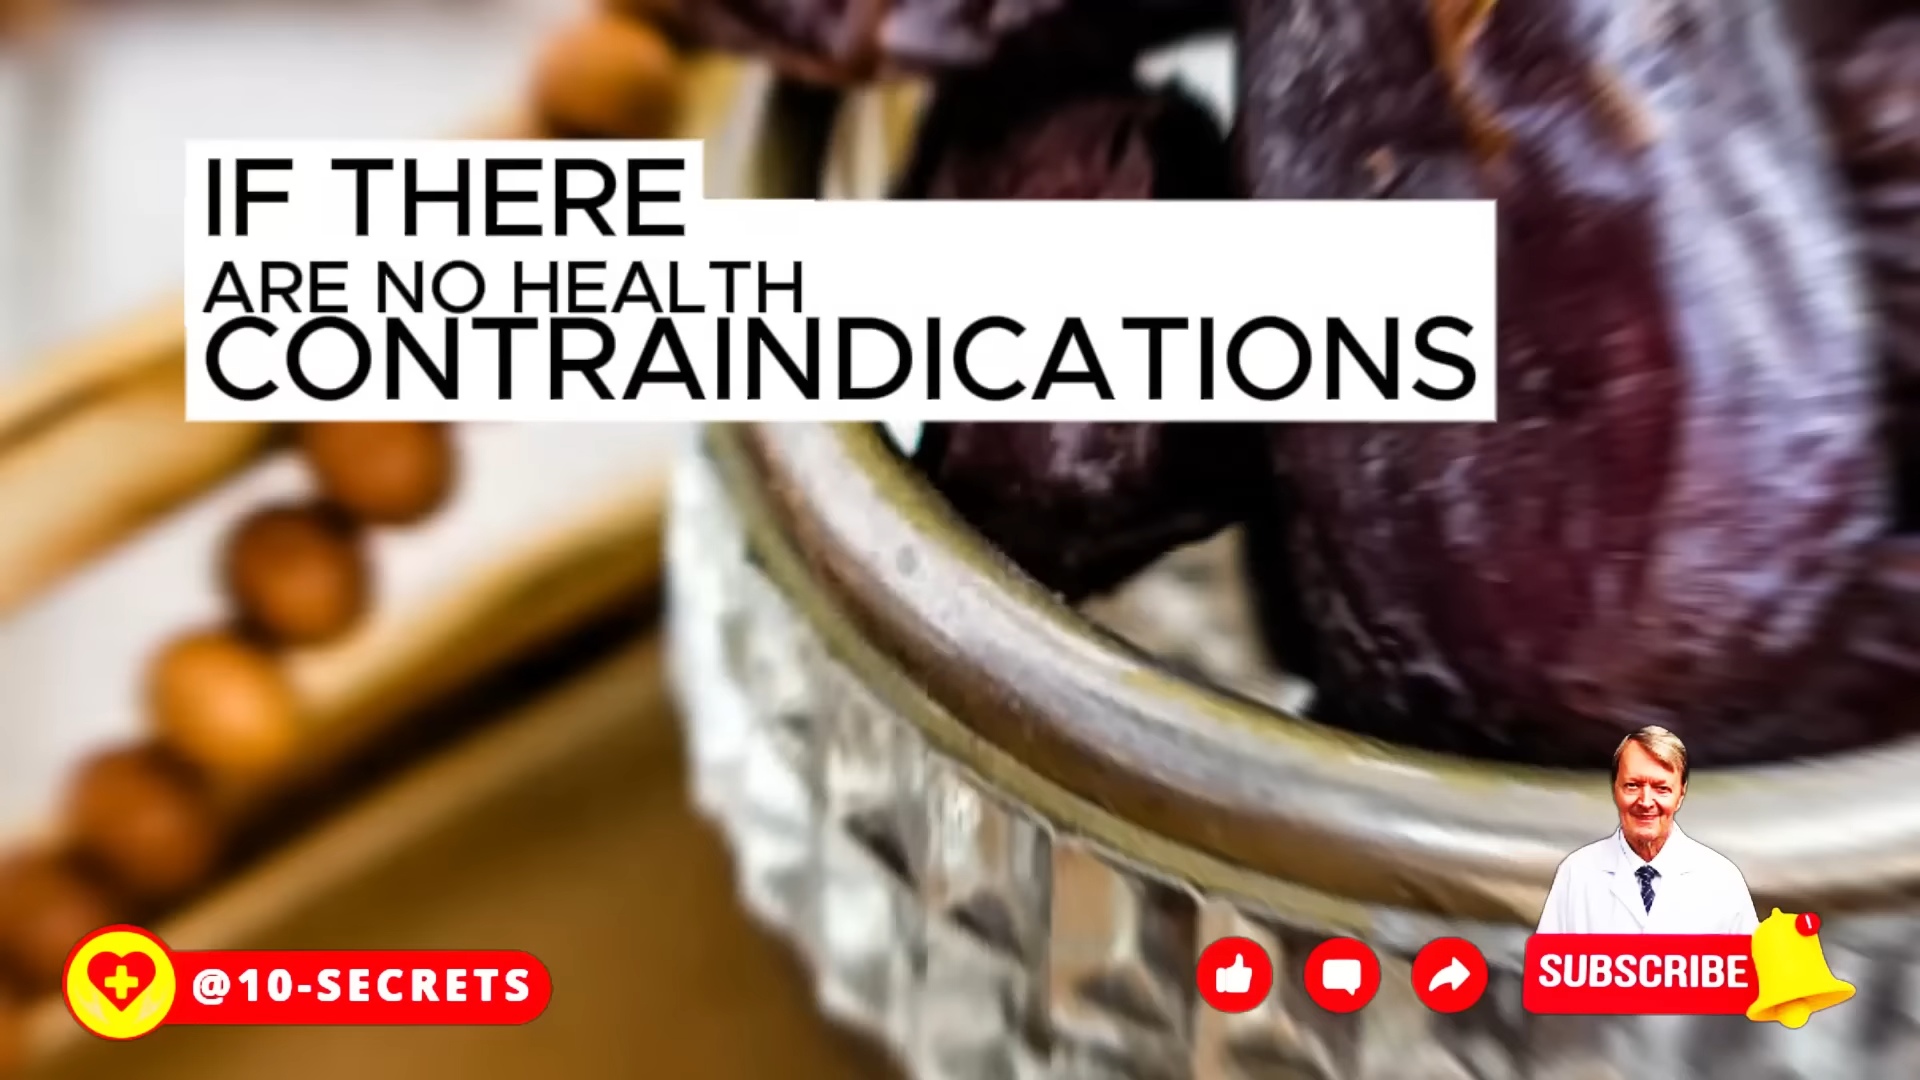 IF THERE
ARE NO HEALTH
CONTRAINDICATIONS
@10-SECRETS
SUBSCRIBE